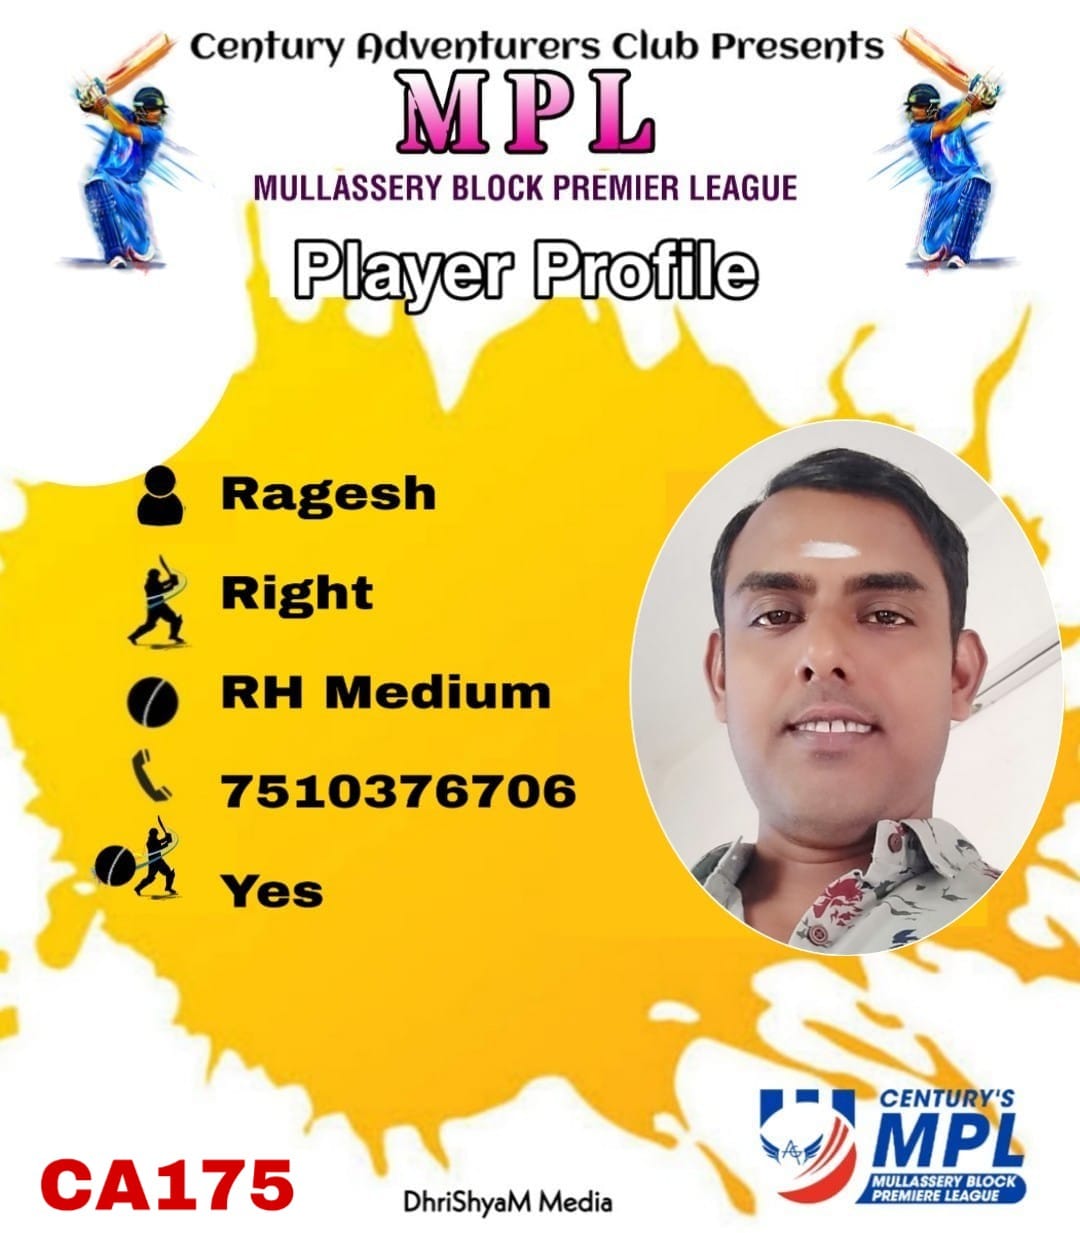 Century Adventurers Club Presents
MPL
MULLASSERY BLOCK PREMIER LEAGUE
Player Profile
Ragesh
Right
RH Medium
7510376706
Yes
CA175
DhriShyaM Media
CENTURY'S
MPL
MULLASSERY BLOCK
PREMIERE LEAGUE